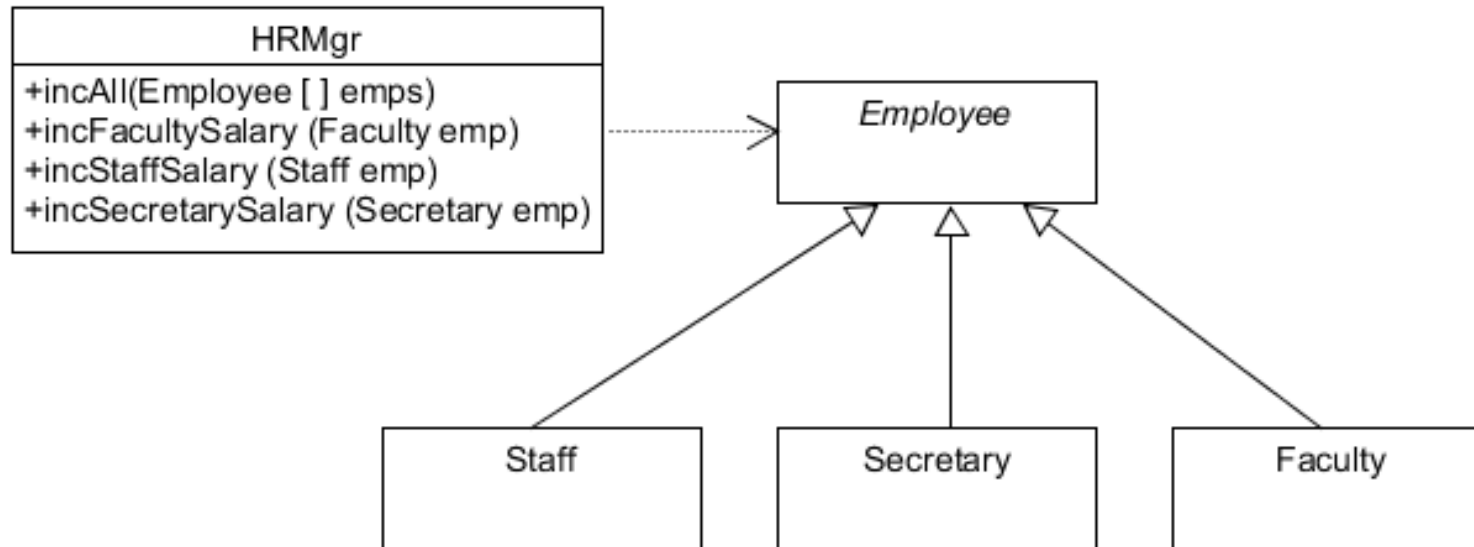 HRMgr
+incAll(Employee [ ] emps)
+incFacultySalary (Faculty emp)
+incStaffSalary (Staff emp)
+incSecretarySalary (Secretary emp)
Employee
Staff
Secretary
Faculty